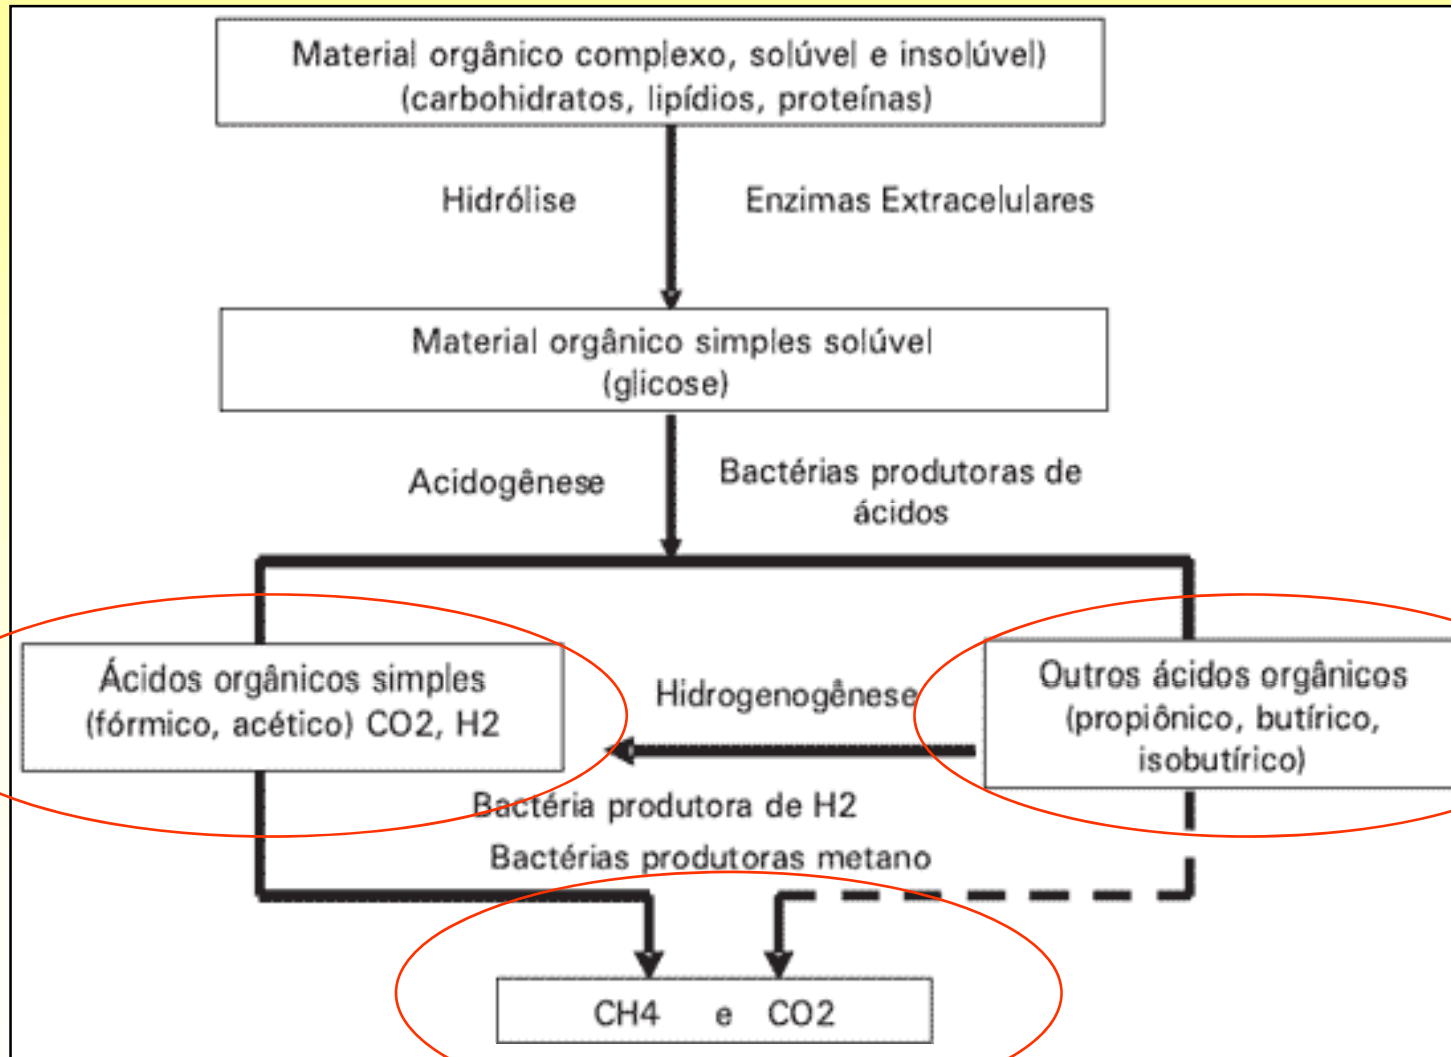 Material orgânico complexo, solúvel e insolúvel)
(carbohidratos, lipídios, proteínas)
Hidrólise
Enzimas Extracelulares
Material orgânico simples solúvel
(glicose)
Acidogênese
Bactérias produtoras de
ácidos
Ácidos orgânicos simples
(fórmico, acético) CO2, H2
Hidrogenogênese
Outros ácidos orgânicos
(propiônico, butírico,
isobutírico)
Bactéria produtora de H2
Bactérias produtoras metano
CH4 e CO2